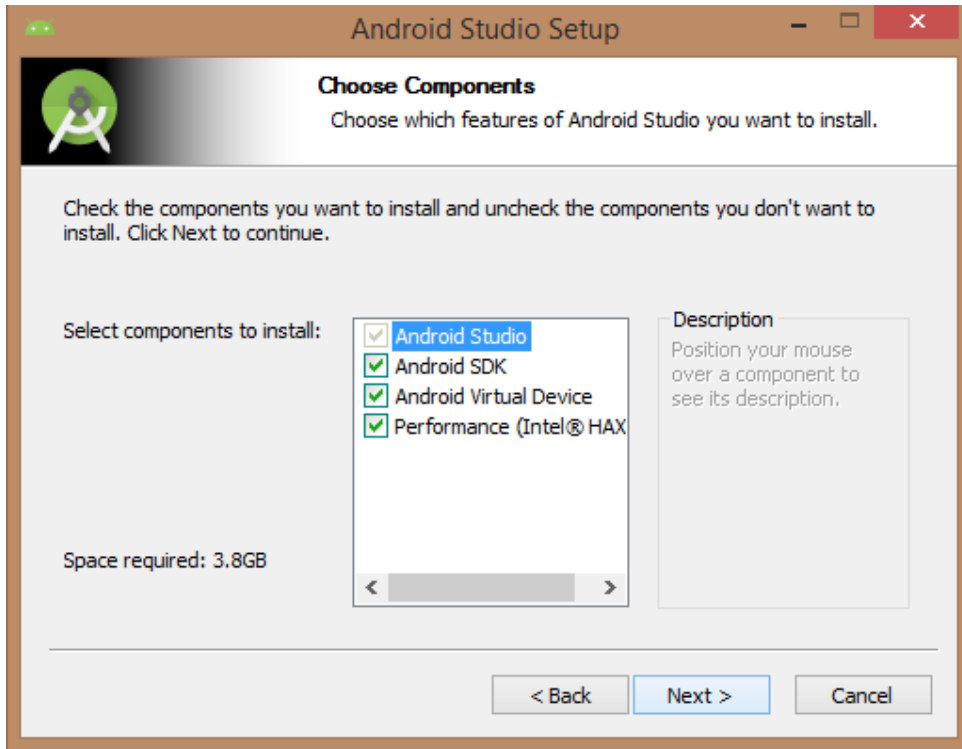 Android Studio Setup
Choose Components
Choose which features of Android Studio you want to install.
Check the components you want to install and uncheck the components you don't want to
install. Click Next to continue.
Select components to install:
Android Studio
Android SDK
Android Virtual Device
Performance (Intel® HAX
Description
Position your mouse
over a component to
see its description.
Space required: 3.8GB
< Back
Next >
Cancel